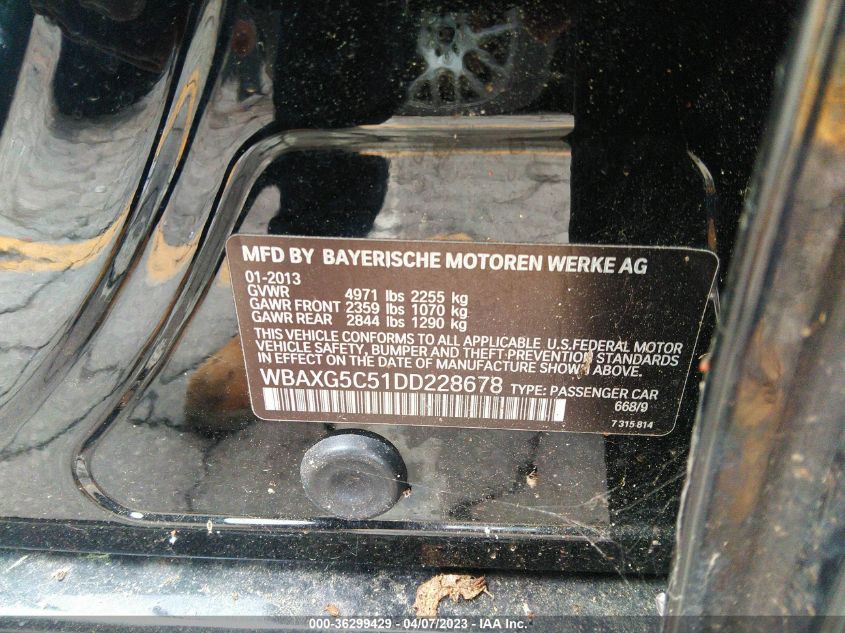 MFD BY BAYERISCHE MOTOREN WERKE AG
01-2013
GVWR 4971 lbs 2255 kg
GAWR FRONT 2359 lbs 1070 kg
GAWR REAR 2844 lbs 1290 kg
THIS VEHICLE CONFORMS TO ALL APPLICABLE U.S.FEDERAL MOTOR
VEHICLE SAFETY, BUMPER AND THEFT PREVENTION STANDARDS
IN EFFECT ON THE DATE OF MANUFACTURE SHOWN ABOVE.
WBAXG5C51DD228678 TYPE: PASSENGER CAR
668/9
7 315 814
000-36299429 - 04/07/2023 - IAA Inc.